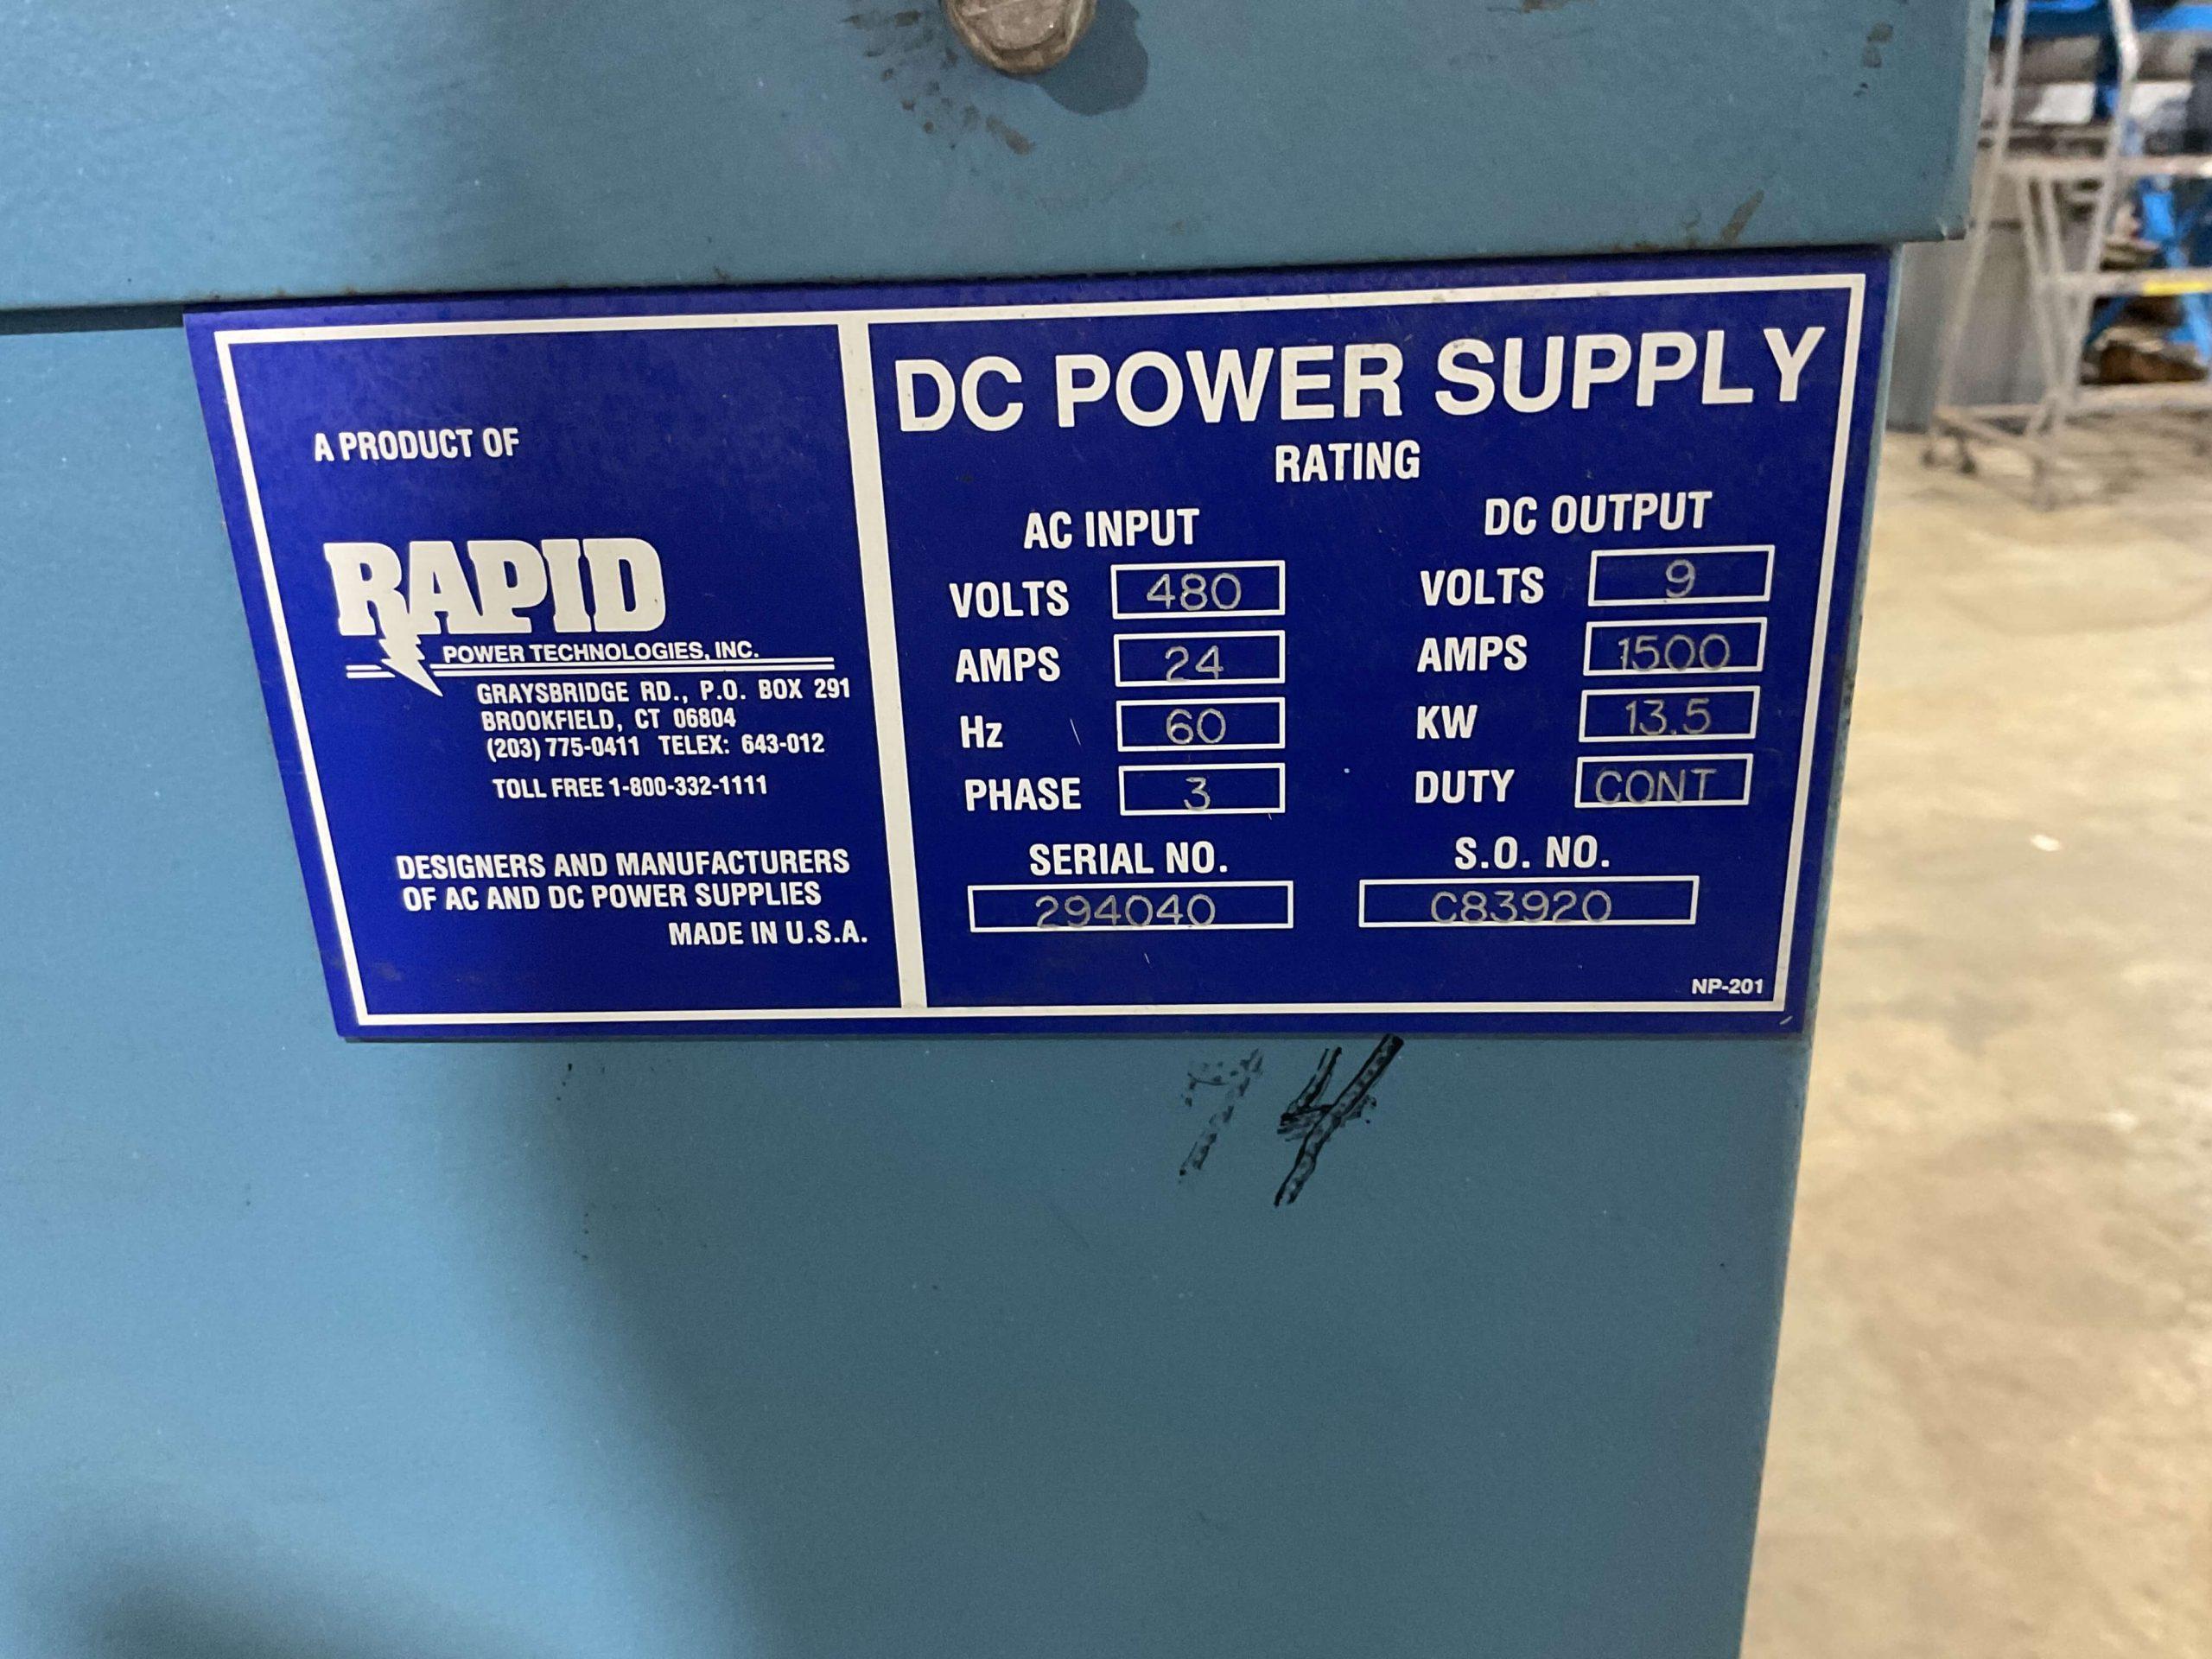 A PRODUCT OF
RAPID
POWER TECHNOLOGIES, INC.
GRAYSBRIDGE RD., P.O. BOX 291
BROOKFIELD, CT 06804
(203) 775-0411 TELEX: 643-012
TOLL FREE 1-800-332-1111
DESIGNERS AND MANUFACTURERS
OF AC AND DC POWER SUPPLIES
MADE IN U.S.A.
DC POWER SUPPLY
RATING
AC INPUT
VOLTS 480
AMPS 24
Hz 60
PHASE 3
SERIAL NO.
294040
DC OUTPUT
VOLTS 9
AMPS 1500
KW 13.5
DUTY CONT
S.O. NO.
C83920
NP-201
74